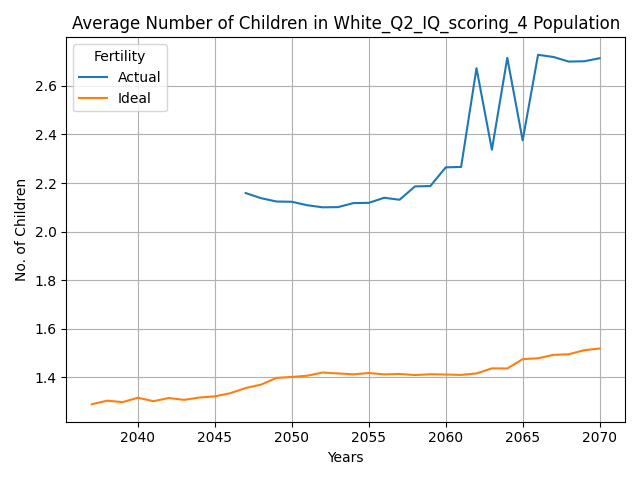 Average Number of Children in White_Q2_IQ_scoring_4 Population
Fertility
Actual
Ideal
No. of Children
2.6
2.4
2.2
2.0
1.8
1.6
1.4
2040 2045 2050 2055 2060 2065 2070
Years